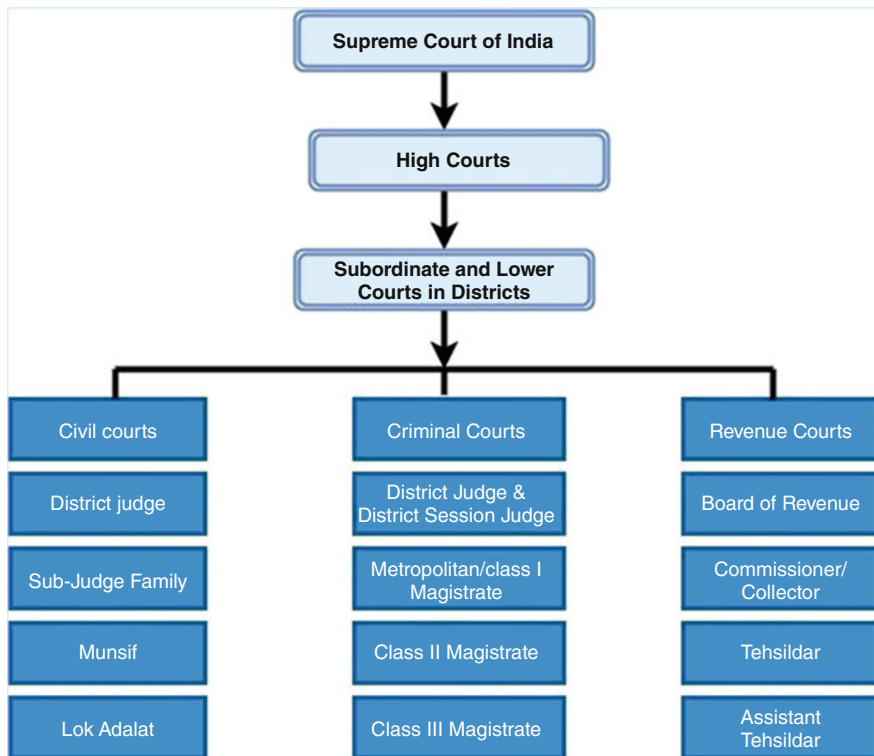 Supreme Court of India
High Courts
Subordinate and Lower
Courts in Districts
Civil courts
Criminal Courts
Revenue Courts
District judge
District Judge &
District Session Judge
Board of Revenue
Sub-Judge Family
Metropolitan/class I
Magistrate
Commissioner/
Collector
Munsif
Class II Magistrate
Tehsildar
Lok Adalat
Class III Magistrate
Assistant
Tehsildar